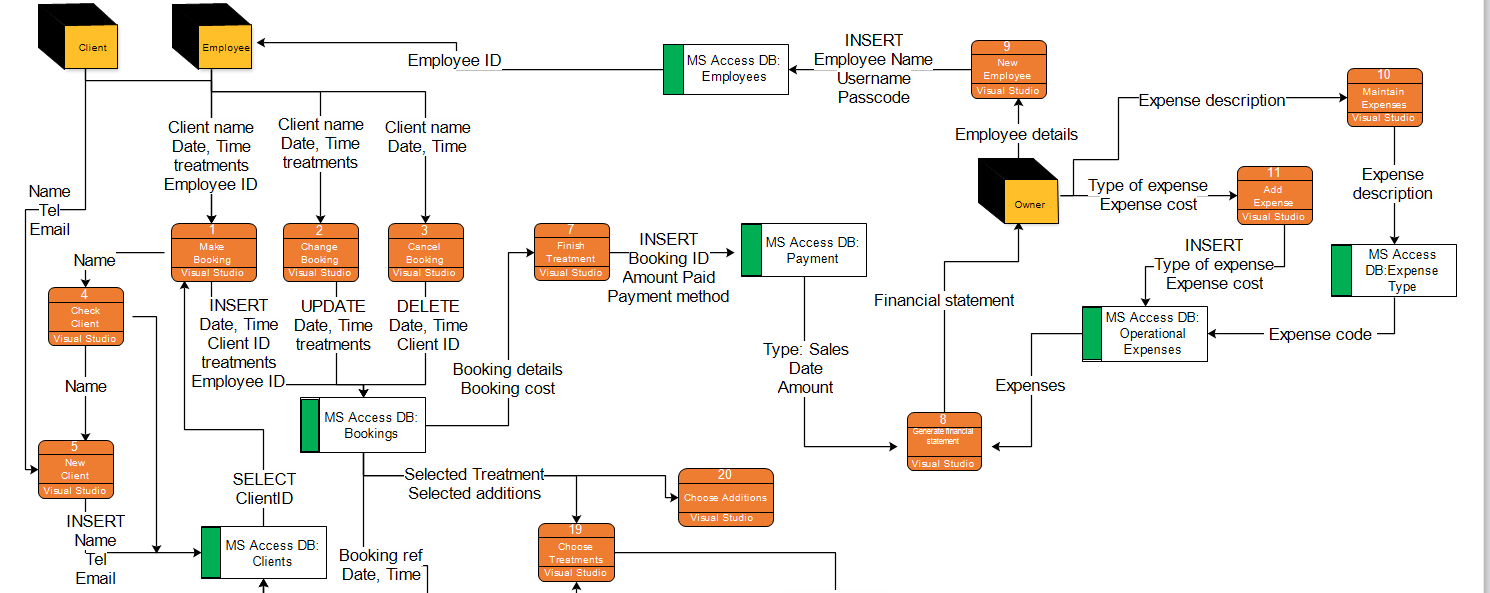 Client
Employee
Employee ID
MS Access DB:
Employees
INSERT
Employee Name
Username
Passcode
9
New
Employee
Visual Studio
10
Maintain
Expenses
Visual Studio
Expense description
Employee details
Client name
Date, Time
treatments
Employee ID
Client name
Date, Time
treatments
Client name
Date, Time
Owner
Type of expense
Expense cost
11
Add
Expense
Visual Studio
Expense
description
Name
Tel
Email
1
Make
Booking
Visual Studio
2
Change
Booking
Visual Studio
3
Cancel
Booking
Visual Studio
7
Finish
Treatment
Visual Studio
INSERT
Booking ID
Amount Paid
Payment method
MS Access DB:
Payment
INSERT
Type of expense
Expense cost
MS Access
DB:Expense
Type
Name
4
Check
Client
Visual Studio
INSERT
Date, Time
Client ID
treatments
Employee ID
UPDATE
Date, Time
treatments
DELETE
Date, Time
Client ID
Financial statement
MS Access DB:
Operational
Expenses
Expense code
Type: Sales
Date
Amount
Booking details
Booking cost
Expenses
Name
MS Access DB:
Bookings
8
Generate financial
statement
Visual Studio
5
New
Client
Visual Studio
SELECT
ClientID
Selected Treatment
Selected additions
20
Choose Additions
Visual Studio
INSERT
Name
Tel
Email
MS Access DB:
Clients
Booking ref
Date, Time
19
Choose
Treatments
Visual Studio